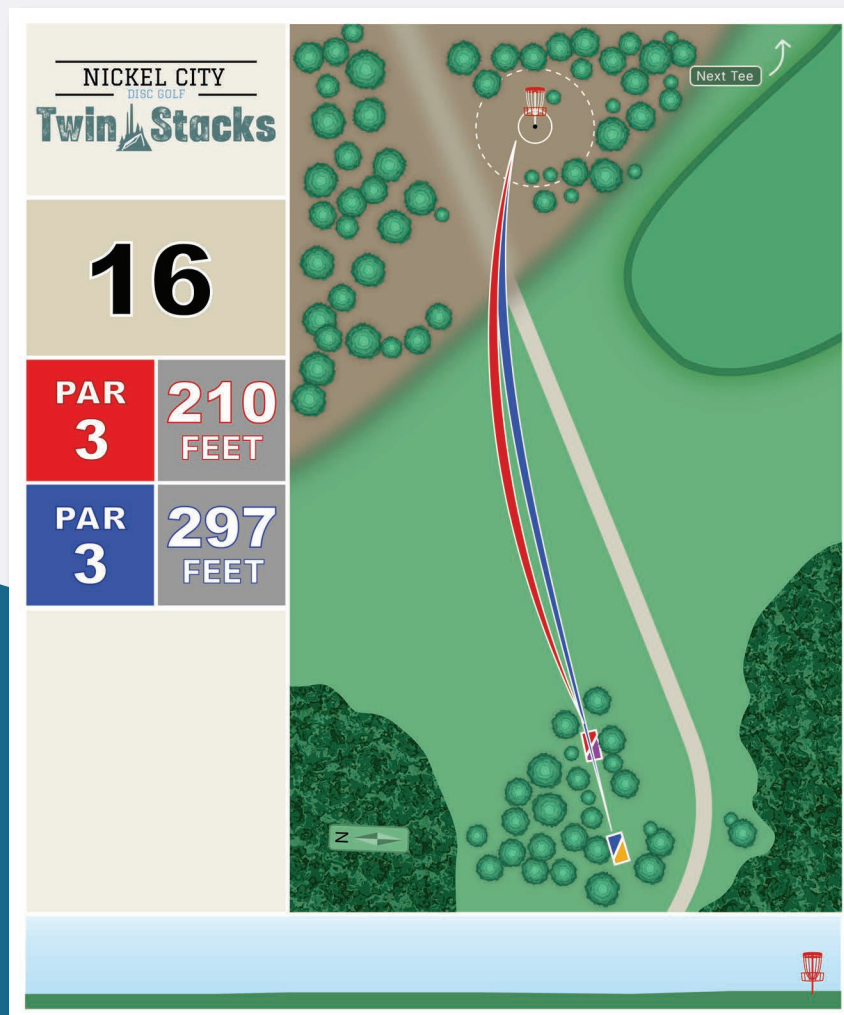 NICKEL CITY
DISC GOLF
Twin Stacks
16
PAR
3
210
FEET
PAR
3
297
FEET
Next Tee
N